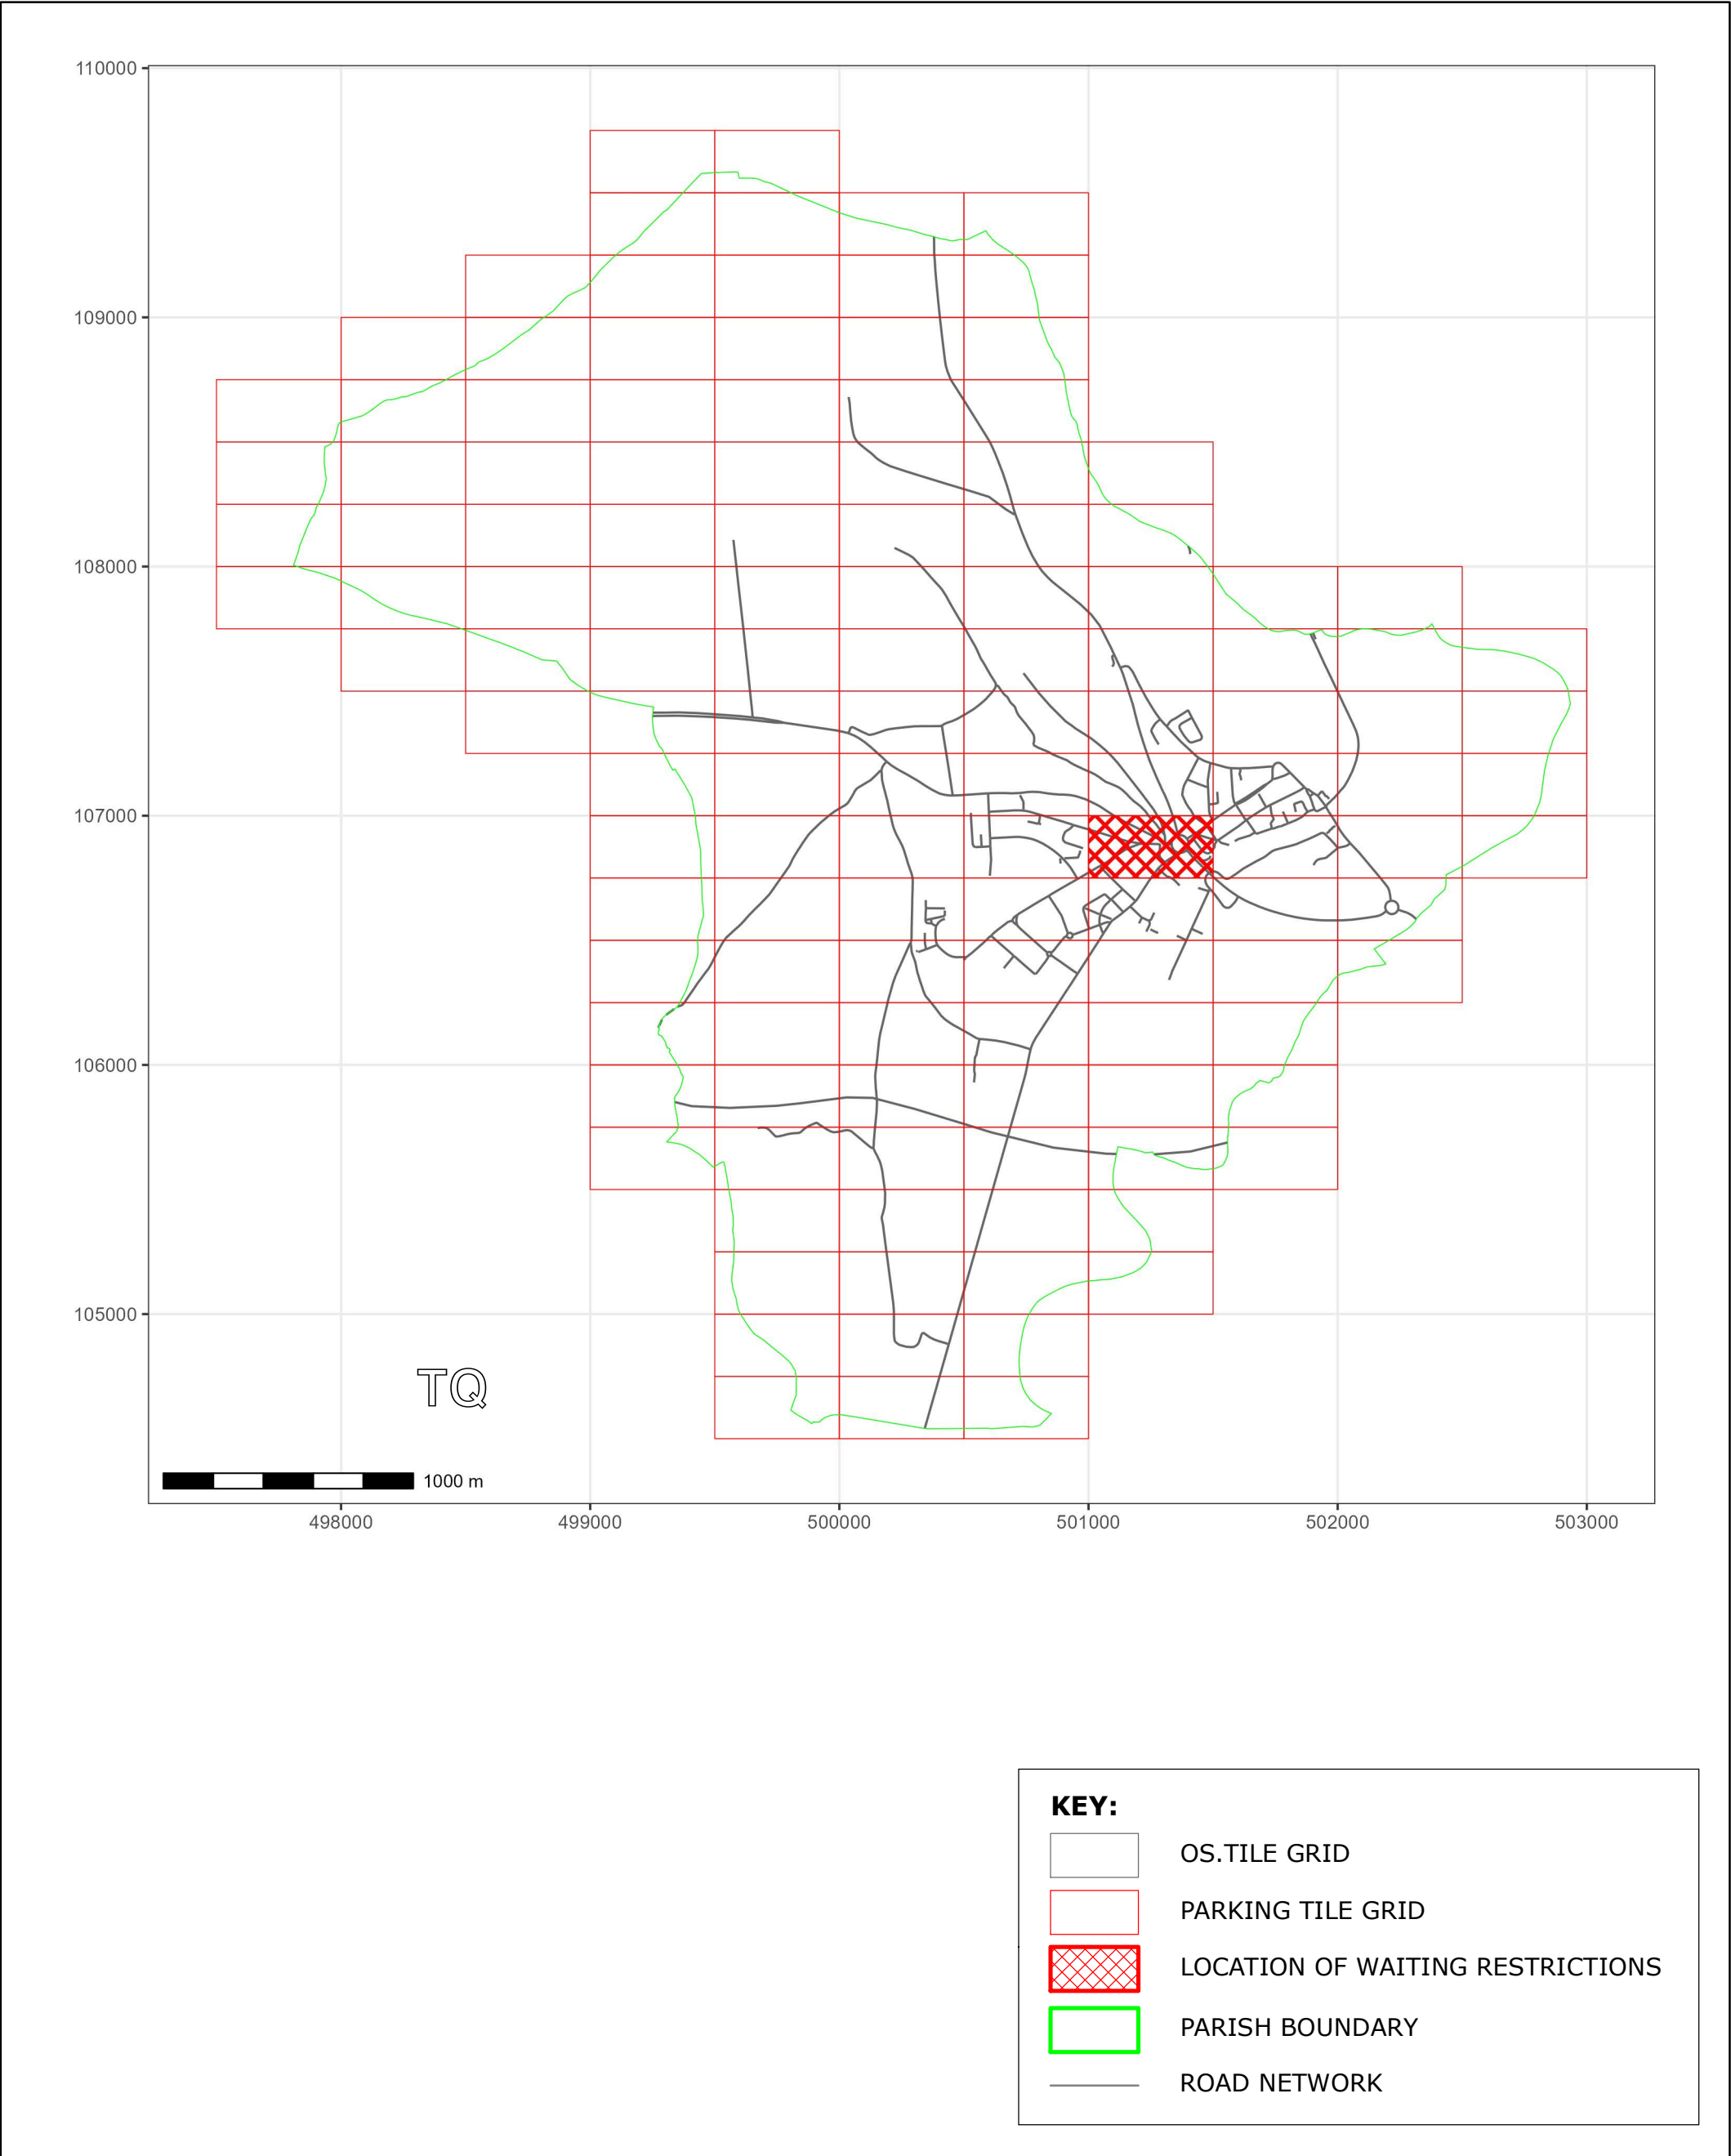 110000
109000
108000
107000
106000
105000
TQ
1000 m
498000 499000 500000 501000 502000 503000
KEY:
OS.TILE GRID
PARKING TILE GRID
LOCATION OF WAITING RESTRICTIONS
PARISH BOUNDARY
ROAD NETWORK